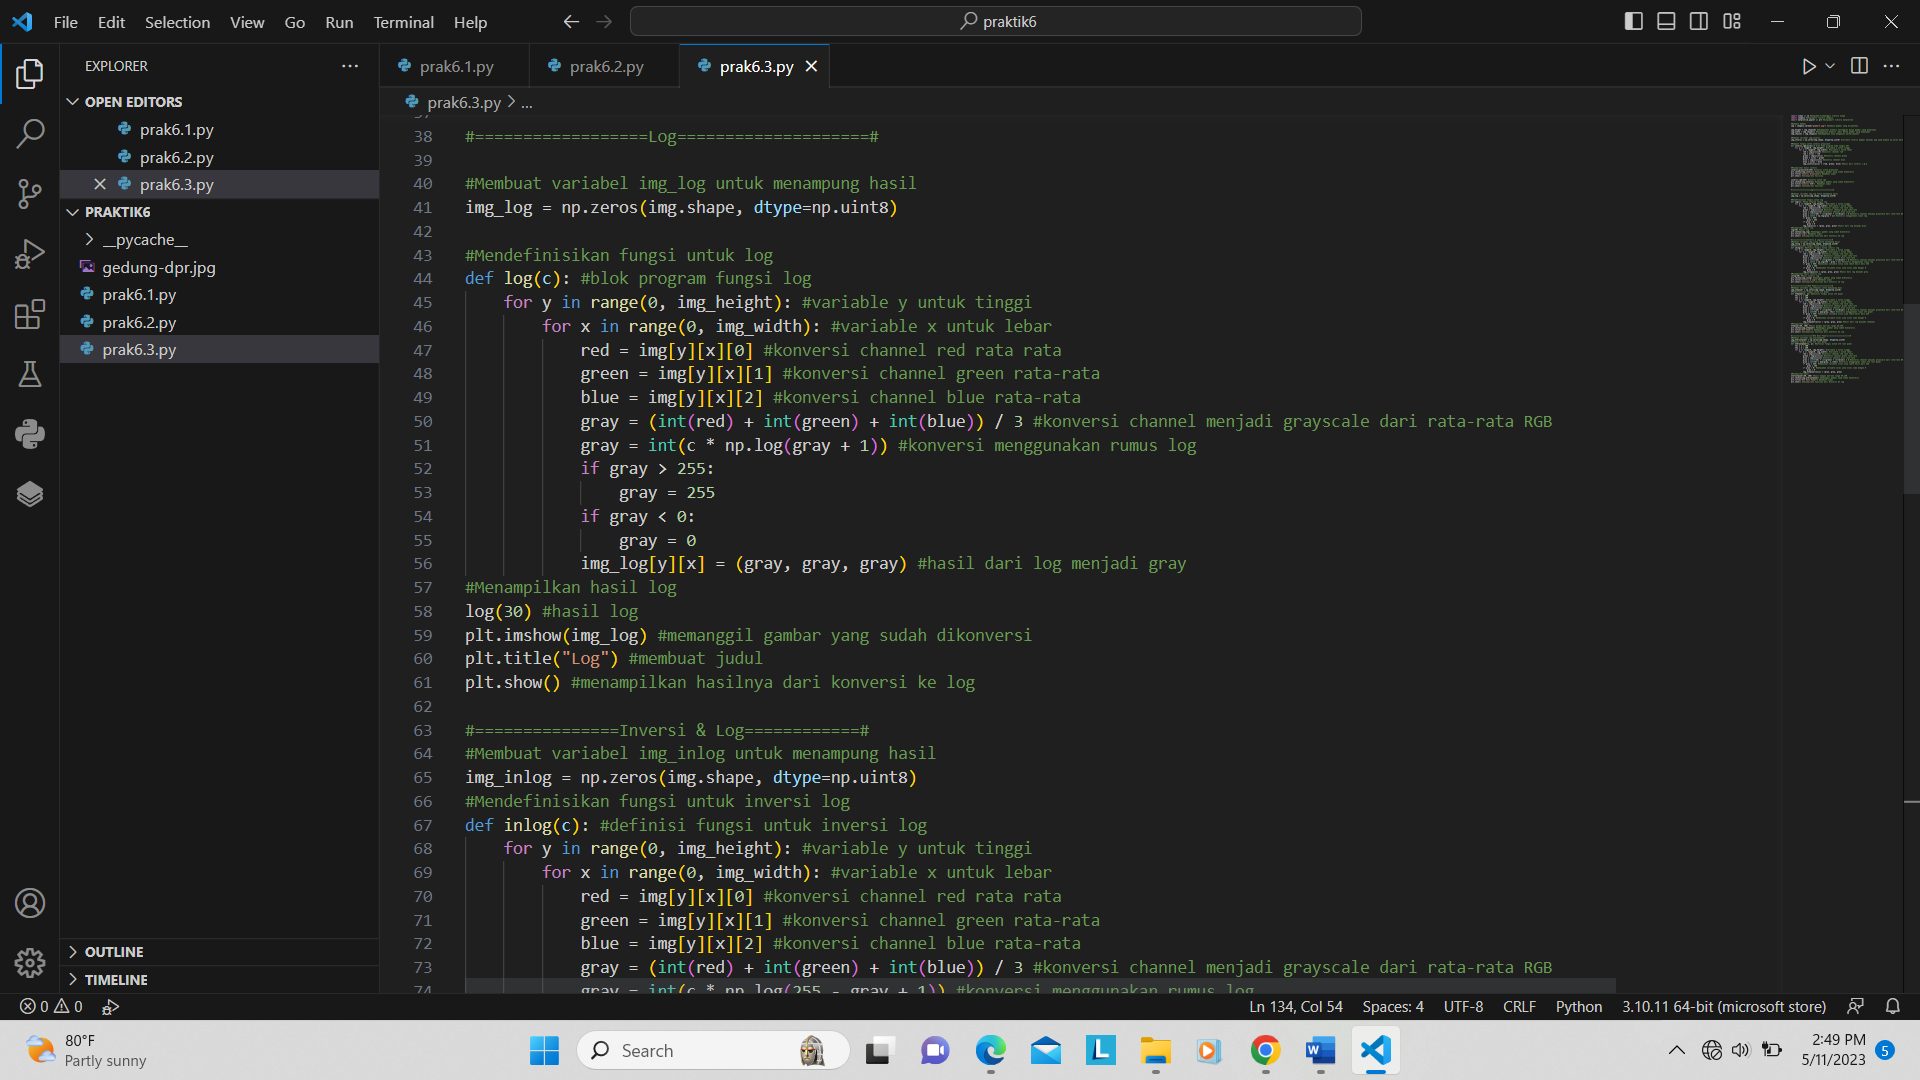 File Edit Selection View Go Run Terminal Help
praktik6
EXPLORER
OPEN EDITORS
prak6.1.py
prak6.2.py
prak6.3.py
PRAKTIK6
__pycache__
gedung-dpr.jpg
prak6.1.py
prak6.2.py
prak6.3.py
OUTLINE
TIMELINE
prak6.1.py prak6.2.py prak6.3.py
prak6.3.py > ...
38 #==================Log====================#
39
40 #Membuat variabel img_log untuk menampung hasil
41 img_log = np.zeros(img.shape, dtype=np.uint8)
42
43 #Mendefinisikan fungsi untuk log
44 def log(c): #blok program fungsi log
45 for y in range(0, img_height): #variable y untuk tinggi
46 for x in range(0, img_width): #variable x untuk lebar
47 red = img[y][x][0] #konversi channel red rata rata
48 green = img[y][x][1] #konversi channel green rata-rata
49 blue = img[y][x][2] #konversi channel blue rata-rata
50 gray = (int(red) + int(green) + int(blue)) / 3 #konversi channel menjadi grayscale dari rata-rata RGB
51 gray = int(c * np.log(gray + 1)) #konversi menggunakan rumus log
52 if gray > 255:
53 gray = 255
54 if gray < 0:
55 gray = 0
56 img_log[y][x] = (gray, gray, gray) #hasil dari log menjadi gray
57 #Menampilkan hasil log
58 log(30) #hasil log
59 plt.imshow(img_log) #memanggil gambar yang sudah dikonversi
60 plt.title("Log") #membuat judul
61 plt.show() #menampilkan hasilnya dari konversi ke log
62
63 #===============Inversi & Log============#
64 #Membuat variabel img_inlog untuk menampung hasil
65 img_inlog = np.zeros(img.shape, dtype=np.uint8)
66 #Mendefinisikan fungsi untuk inversi log
67 def inlog(c): #definisi fungsi untuk inversi log
68 for y in range(0, img_height): #variable y untuk tinggi
69 for x in range(0, img_width): #variable x untuk lebar
70 red = img[y][x][0] #konversi channel red rata rata
71 green = img[y][x][1] #konversi channel green rata-rata
72 blue = img[y][x][2] #konversi channel blue rata-rata
73 gray = (int(red) + int(green) + int(blue)) / 3 #konversi channel menjadi grayscale dari rata-rata RGB
74 gray = int(c * np.log(255 - gray + 1)) #konversi menggunakan rumus log
0 0 Ln 134, Col 54 Spaces: 4 UTF-8 CRLF Python 3.10.11 64-bit (microsoft store)
80°F
Partly sunny
Search
2:49 PM
5/11/2023
5